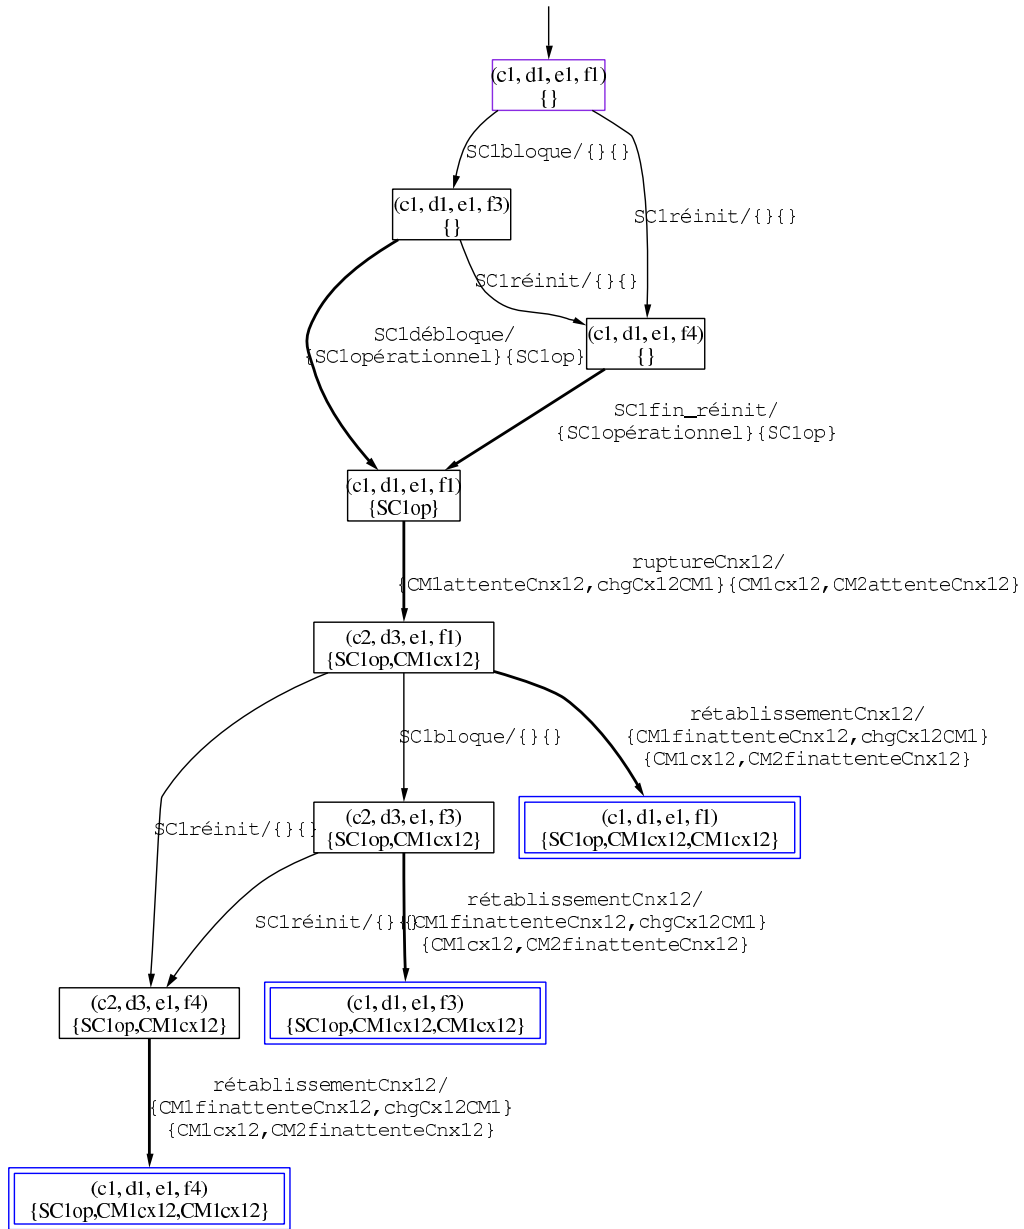 (c1, d1, e1, f1)
{}
SC1bloque/{}{}
(c1, d1, e1, f3)
{}
SC1réinit/{}{}
SC1réinit/{}{}
SC1débloque/
{SC1opérationnel}{SC1op}
(c1, d1, e1, f4)
{}
SC1fin_réinit/
{SC1opérationnel}{SC1op}
(c1, d1, e1, f1)
{SC1op}
ruptureCnx12/
{CM1attenteCnx12,chgCx12CM1}{CM1cx12,CM2attenteCnx12}
(c2, d3, e1, f1)
{SC1op,CM1cx12}
rétablissementCnx12/
{CM1finattenteCnx12,chgCx12CM1}
{CM1cx12,CM2finattenteCnx12}
SC1bloque/{}{}
SC1réinit/{}{}
(c2, d3, e1, f3)
{SC1op,CM1cx12}
(c1, d1, e1, f1)
{SC1op,CM1cx12,CM1cx12}
SC1réinit/{}{}
rétablissementCnx12/
{CM1finattenteCnx12,chgCx12CM1}
{CM1cx12,CM2finattenteCnx12}
(c2, d3, e1, f4)
{SC1op,CM1cx12}
(c1, d1, e1, f3)
{SC1op,CM1cx12,CM1cx12}
rétablissementCnx12/
{CM1finattenteCnx12,chgCx12CM1}
{CM1cx12,CM2finattenteCnx12}
(c1, d1, e1, f4)
{SC1op,CM1cx12,CM1cx12}